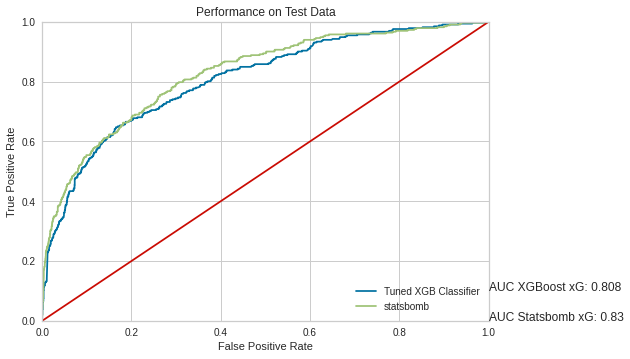 Performance on Test Data
1.0
0.8
0.6
0.4
0.2
0.0
True Positive Rate
0.0 0.2 0.4 0.6 0.8 1.0
False Positive Rate
Tuned XGB Classifier
statsbomb
AUC XGBoost xG: 0.808
AUC Statsbomb xG: 0.83